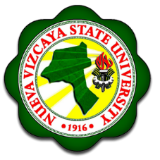 NUEVA VIZCAYA STATE UNIVERSITY
• 1916 •